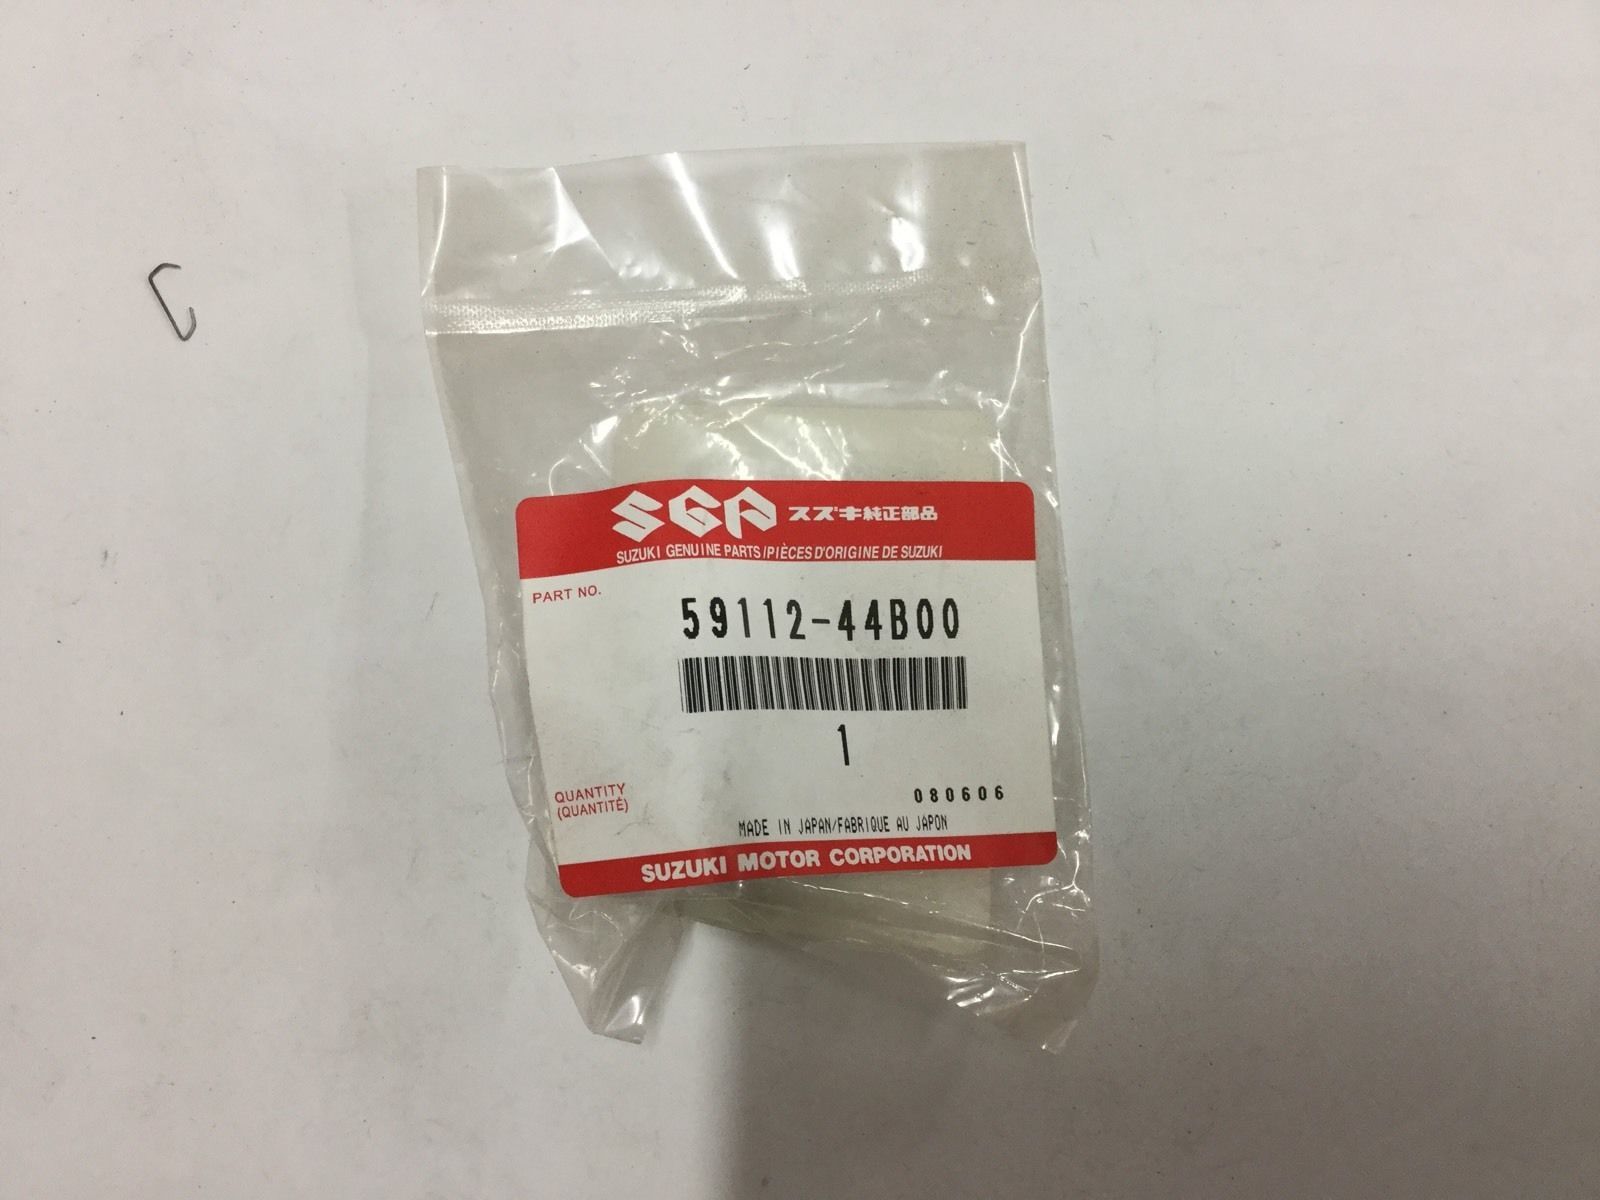 SGP スズキ純正部品
SUZUKI GENUINE PARTS/PIÈCES D'ORIGINE DE SUZUKI
PART NO.
59112-44B00
1
QUANTITY
(QUANTITÉ)
080606
MADE IN JAPAN/FABRIQUE AU JAPON
SUZUKI MOTOR CORPORATION